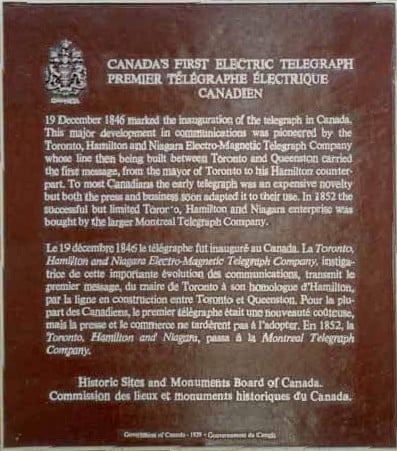 CANADA'S FIRST ELECTRIC TELEGRAPH
PREMIER TÉLÉGRAPHE ÉLECTRIQUE
CANADIEN
19 December 1846 marked the inauguration of the telegraph in Canada.
This major development in communications was pioneered by the
Toronto, Hamilton and Niagara Electro-Magnetic Telegraph Company
whose line then being built between Toronto and Queenston carried
the first message, from the mayor of Toronto to his Hamilton counter-
part. To most Canadians the early telegraph was an expensive novelty
but both the press and business soon adapted it to their use. In 1852 the
successful but limited Toronto, Hamilton and Niagara enterprise was
bought by the larger Montreal Telegraph Company.
Le 19 décembre 1846 le télégraphe fut inauguré au Canada. La Toronto,
Hamilton and Niagara Electro-Magnetic Telegraph Company, instiga-
trice de cette importante évolution des communications, transmit le
premier message, du maire de Toronto à son homologue d'Hamilton,
par la ligne en construction entre Toronto et Queenston. Pour la plu-
part des Canadiens, le premier télégraphe était une nouveauté coûteuse,
mais la presse et le commerce ne tardèrent pas à l'adopter. En 1852, la
Toronto, Hamilton and Niagara, passa à la Montreal Telegraph
Company.
Historic Sites and Monuments Board of Canada.
Commission des lieux et monuments historiques du Canada.
Government of Canada - - Gouvernement du Canada